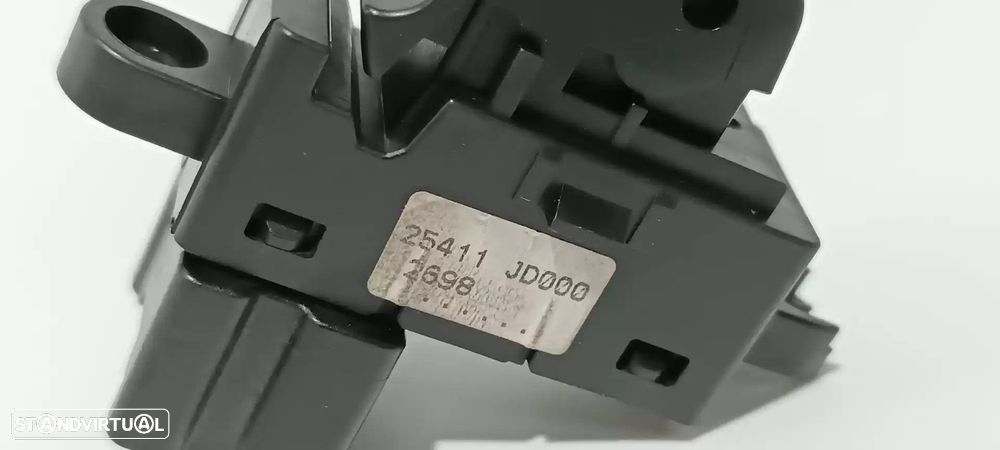 25411 JD000
2698 ......
STANDVIRTUAL